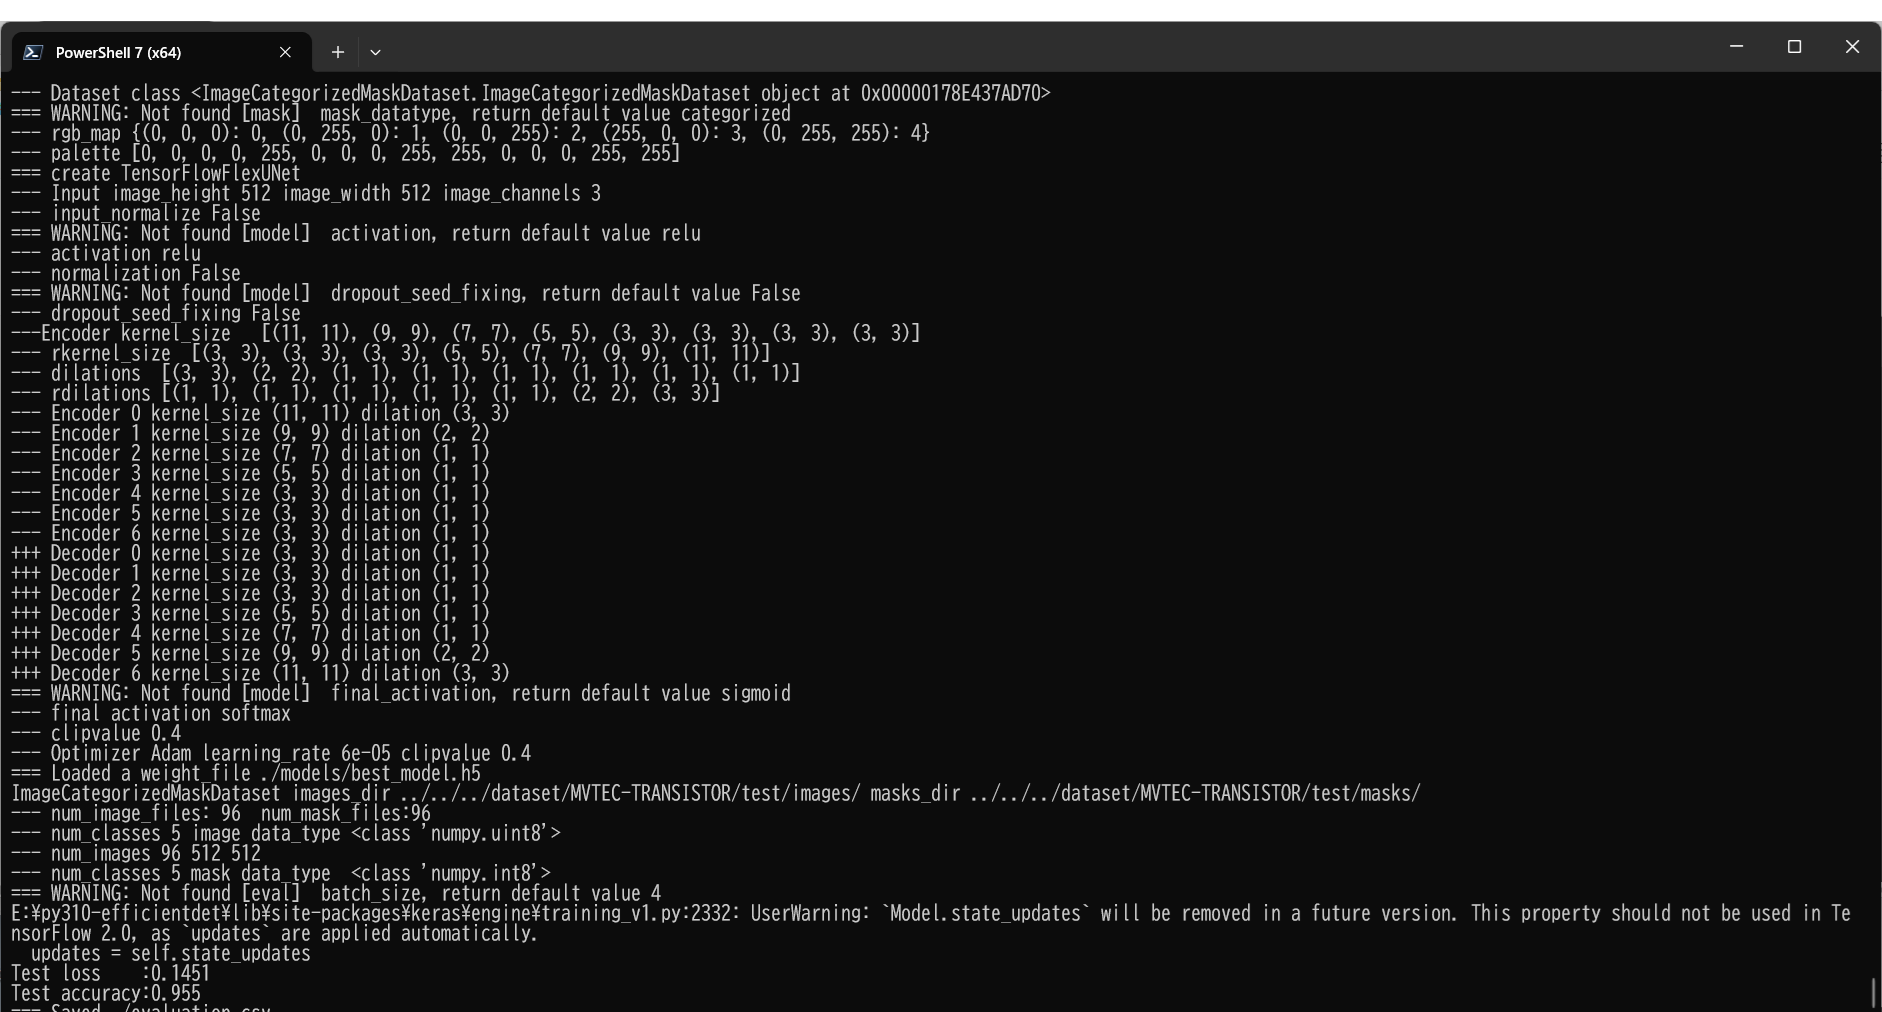 PowerShell 7 (x64)
--- Dataset class <ImageCategorizedMaskDataset.ImageCategorizedMaskDataset object at 0x00000178E437AD70>
=== WARNING: Not found [mask]  mask_datatype, return default value categorized
--- rgb_map {(0, 0, 0): 0, (0, 255, 0): 1, (0, 0, 255): 2, (255, 0, 0): 3, (0, 255, 255): 4}
--- palette [0, 0, 0, 0, 255, 0, 0, 0, 255, 255, 0, 0, 0, 255, 255]
=== create TensorFlowFlexUNet
--- Input image_height 512 image_width 512 image_channels 3
--- input_normalize False
=== WARNING: Not found [model]  activation, return default value relu
--- activation relu
--- normalization False
=== WARNING: Not found [model]  dropout_seed_fixing, return default value False
--- dropout_seed_fixing False
---Encoder kernel_size   [(11, 11), (9, 9), (7, 7), (5, 5), (3, 3), (3, 3), (3, 3), (3, 3)]
--- rkernel_size  [(3, 3), (3, 3), (3, 3), (5, 5), (7, 7), (9, 9), (11, 11)]
--- dilations  [(3, 3), (2, 2), (1, 1), (1, 1), (1, 1), (1, 1), (1, 1), (1, 1)]
--- rdilations [(1, 1), (1, 1), (1, 1), (1, 1), (1, 1), (2, 2), (3, 3)]
--- Encoder 0 kernel_size (11, 11) dilation (3, 3)
--- Encoder 1 kernel_size (9, 9) dilation (2, 2)
--- Encoder 2 kernel_size (7, 7) dilation (1, 1)
--- Encoder 3 kernel_size (5, 5) dilation (1, 1)
--- Encoder 4 kernel_size (3, 3) dilation (1, 1)
--- Encoder 5 kernel_size (3, 3) dilation (1, 1)
--- Encoder 6 kernel_size (3, 3) dilation (1, 1)
+++ Decoder 0 kernel_size (3, 3) dilation (1, 1)
+++ Decoder 1 kernel_size (3, 3) dilation (1, 1)
+++ Decoder 2 kernel_size (3, 3) dilation (1, 1)
+++ Decoder 3 kernel_size (5, 5) dilation (1, 1)
+++ Decoder 4 kernel_size (7, 7) dilation (1, 1)
+++ Decoder 5 kernel_size (9, 9) dilation (2, 2)
+++ Decoder 6 kernel_size (11, 11) dilation (3, 3)
=== WARNING: Not found [model]  final_activation, return default value sigmoid
--- final activation softmax
--- clipvalue 0.4
--- Optimizer Adam learning_rate 6e-05 clipvalue 0.4
=== Loaded a weight_file ./models/best_model.h5
ImageCategorizedMaskDataset images_dir ../../../dataset/MVTEC-TRANSISTOR/test/images/ masks_dir ../../../dataset/MVTEC-TRANSISTOR/test/masks/
--- num_image_files: 96  num_mask_files:96
--- num_classes 5 image data_type <class 'numpy.uint8'>
--- num_images 96 512 512
--- num_classes 5 mask data_type  <class 'numpy.int8'>
=== WARNING: Not found [eval]  batch_size, return default value 4
E:¥py310-efficientdet¥lib¥site-packages¥keras¥engine¥training_v1.py:2332: UserWarning: `Model.state_updates` will be removed in a future version. This property should not be used in Te
nsorFlow 2.0, as `updates` are applied automatically.
  updates = self.state_updates
Test loss    :0.1451
Test accuracy:0.955
=== Saved ./evaluation.csv